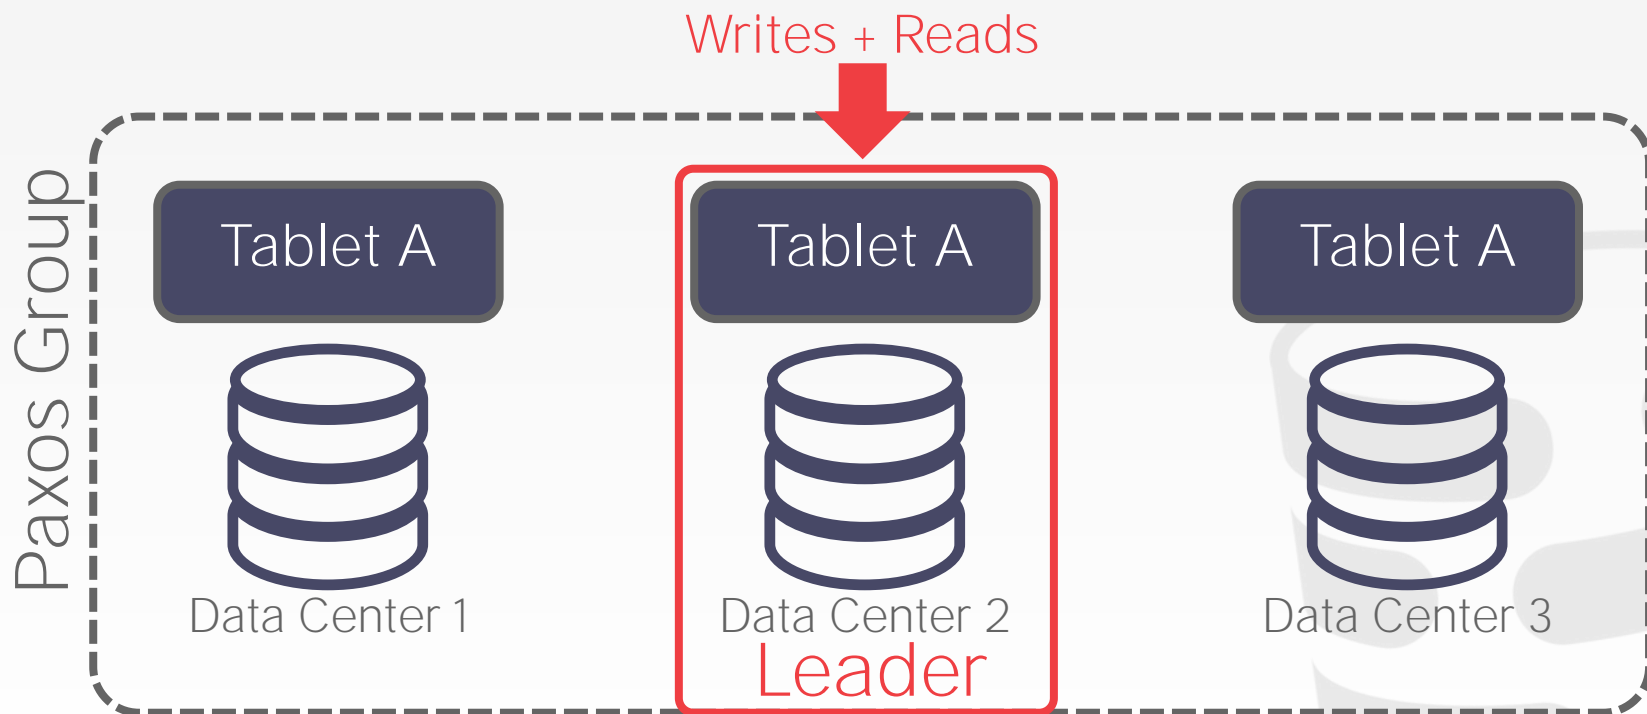 Writes + Reads
Paxos Group
Tablet A
Tablet A
Tablet A
Data Center 1
Data Center 2
Data Center 3
Leader